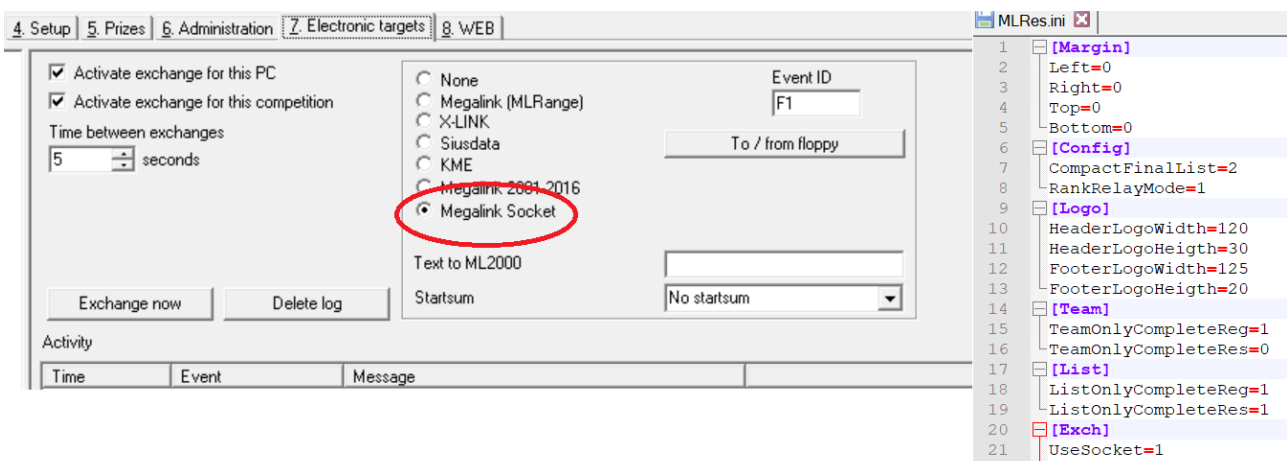 4. Setup 5. Prizes 6. Administration 7. Electronic targets 8. WEB
Activate exchange for this PC
Activate exchange for this competition
Time between exchanges
5 seconds
None
Megalink (MLRange)
X-LINK
Siusdata
KME
Megalink 2001-2016
Megalink Socket
Event ID
F1
To / from floppy
Text to ML2000
Startsum No startsum
Exchange now Delete log
Activity
Time Event Message
MLRes.ini
1 [Margin]
2 Left=0
3 Right=0
4 Top=0
5 Bottom=0
6 [Config]
7 CompactFinalList=2
8 RankRelayMode=1
9 [Logo]
10 HeaderLogoWidth=120
11 HeaderLogoHeigth=30
12 FooterLogoWidth=125
13 FooterLogoHeigth=20
14 [Team]
15 TeamOnlyCompleteReg=1
16 TeamOnlyCompleteRes=0
17 [List]
18 ListOnlyCompleteReg=1
19 ListOnlyCompleteRes=1
20 [Exch]
21 UseSocket=1